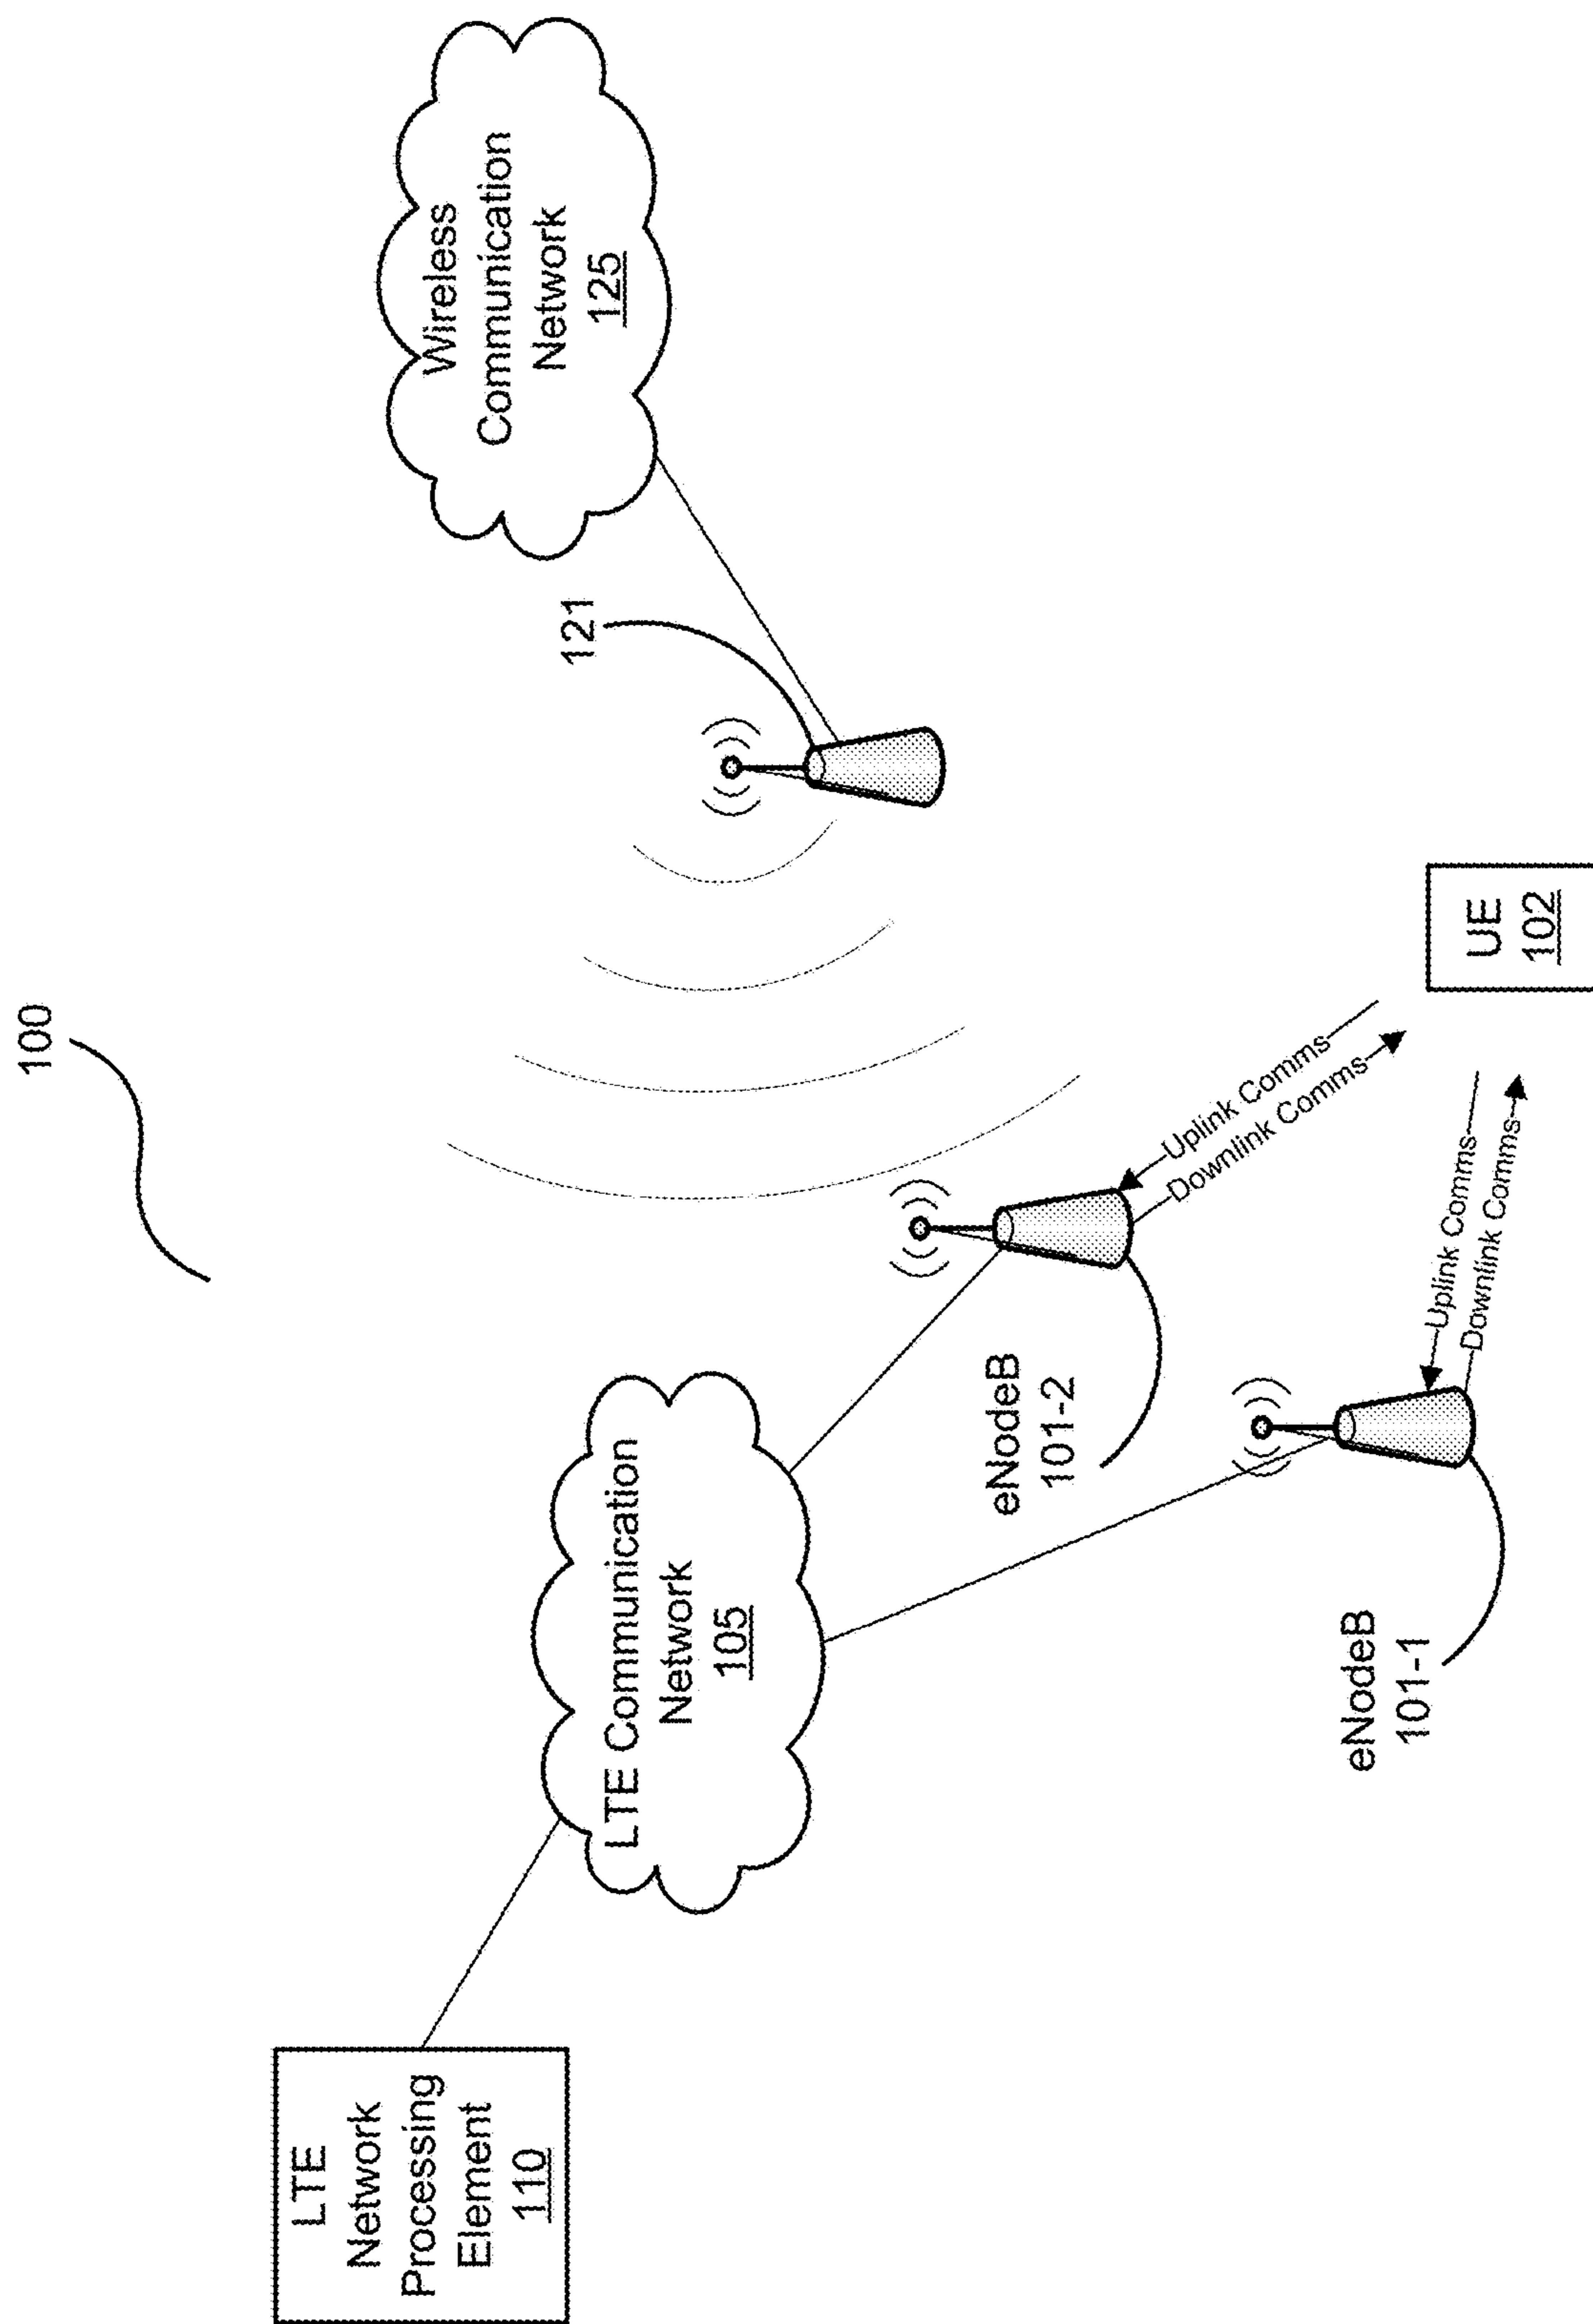 100
LTE
Network
Processing
Element
110
LTE Communication
Network
105
Wireless
Communication
Network
125
121
eNodeB
101-2
Uplink Comms
Downlink Comms
eNodeB
101-1
Uplink Comms
Downlink Comms
UE
102